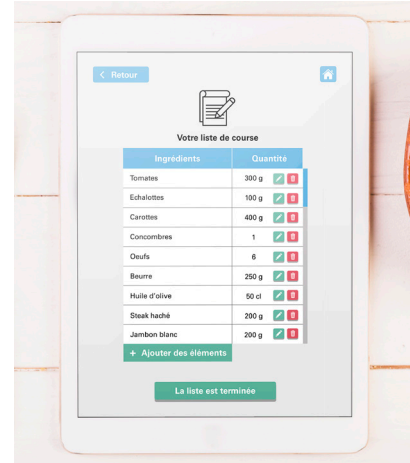 Retour
Votre liste de course
Ingrédients Quantité
Tomates 300 g
Echalottes 100 g
Carottes 400 g
Concombres 1
Oeufs 6
Beurre 250 g
Huile d'olive 50 cl
Steak haché 200 g
Jambon blanc 200 g
+ Ajouter des éléments
La liste est terminée